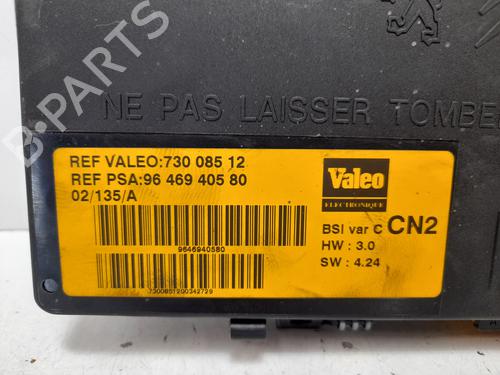 B-PARTS
NE PAS LAISSER TOMBE
REF VALEO:730 085 12
REF PSA:96 469 405 80
02/135/A
Valeo
ELECTRONIQUE
BSI var C CN2
HW : 3.0
SW : 4.24
9646940580